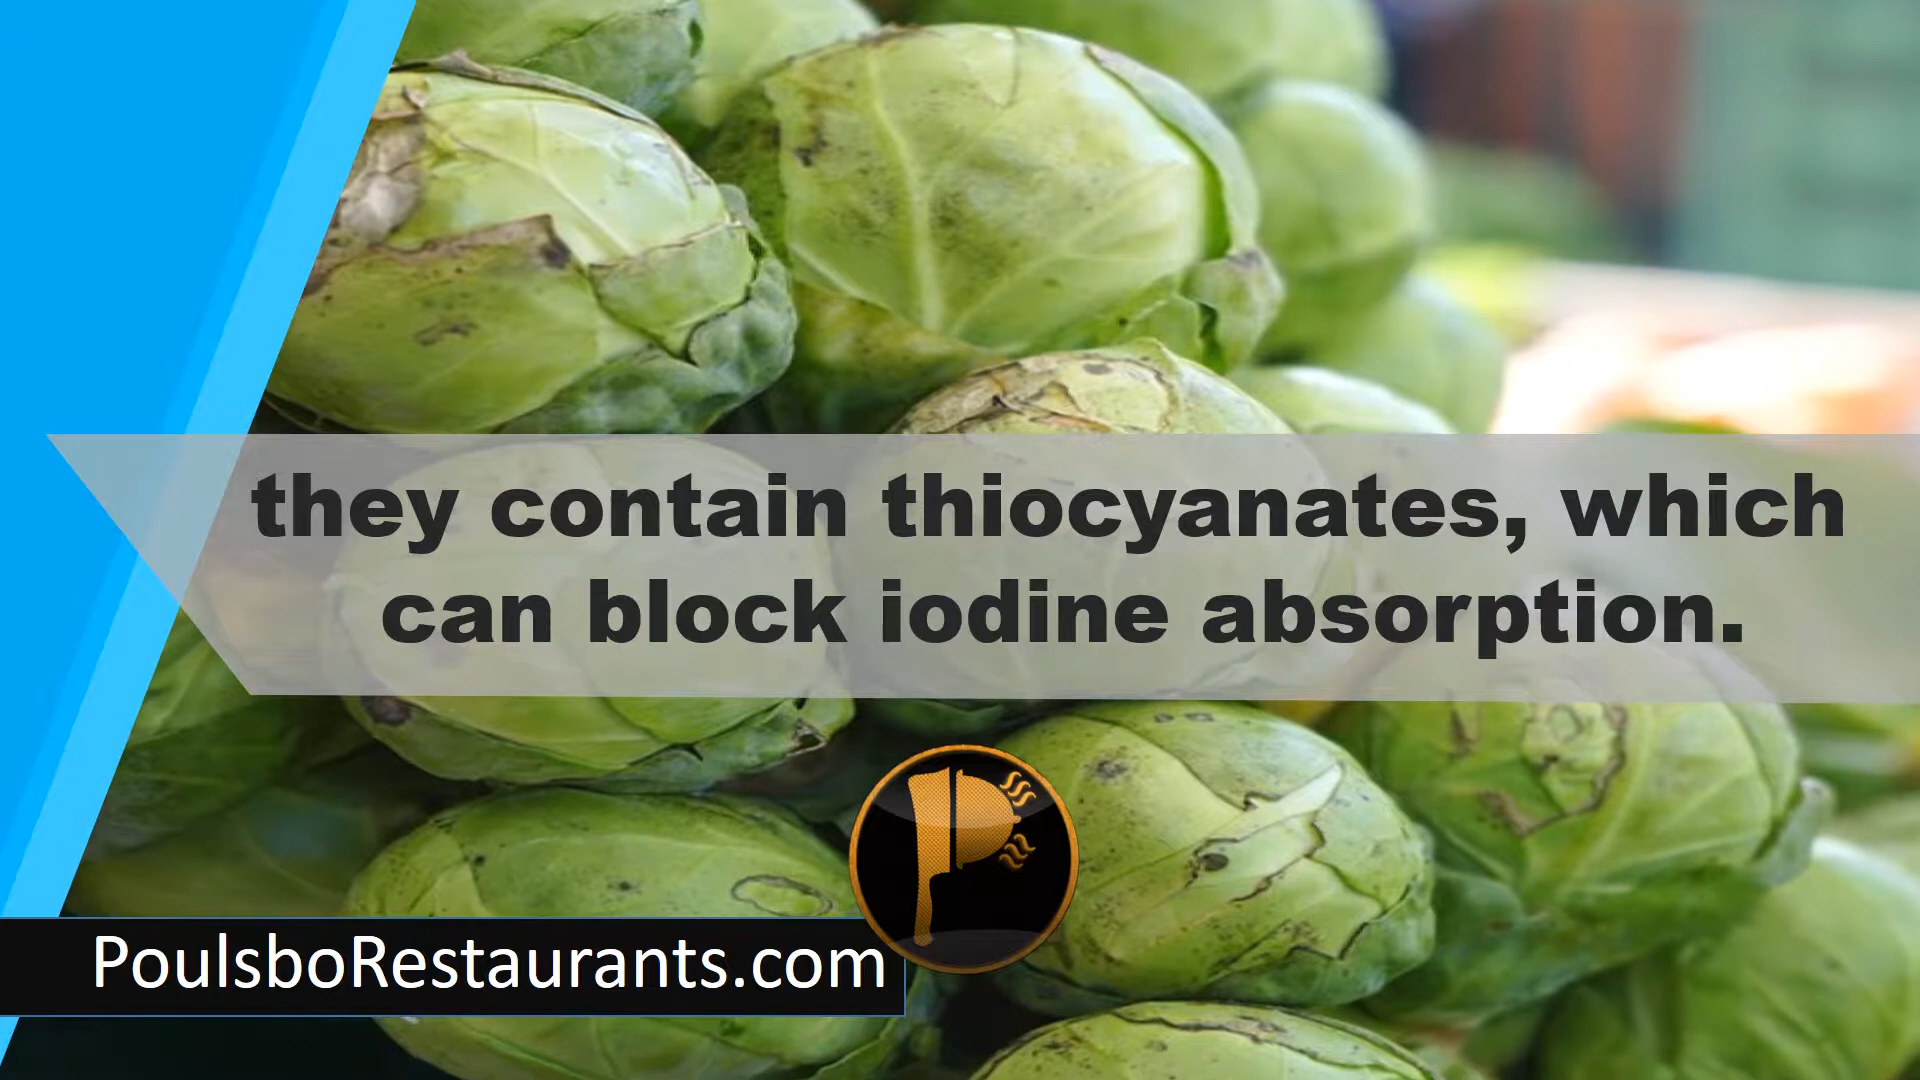 they contain thiocyanates, which
can block iodine absorption.
PoulsboRestaurants.com